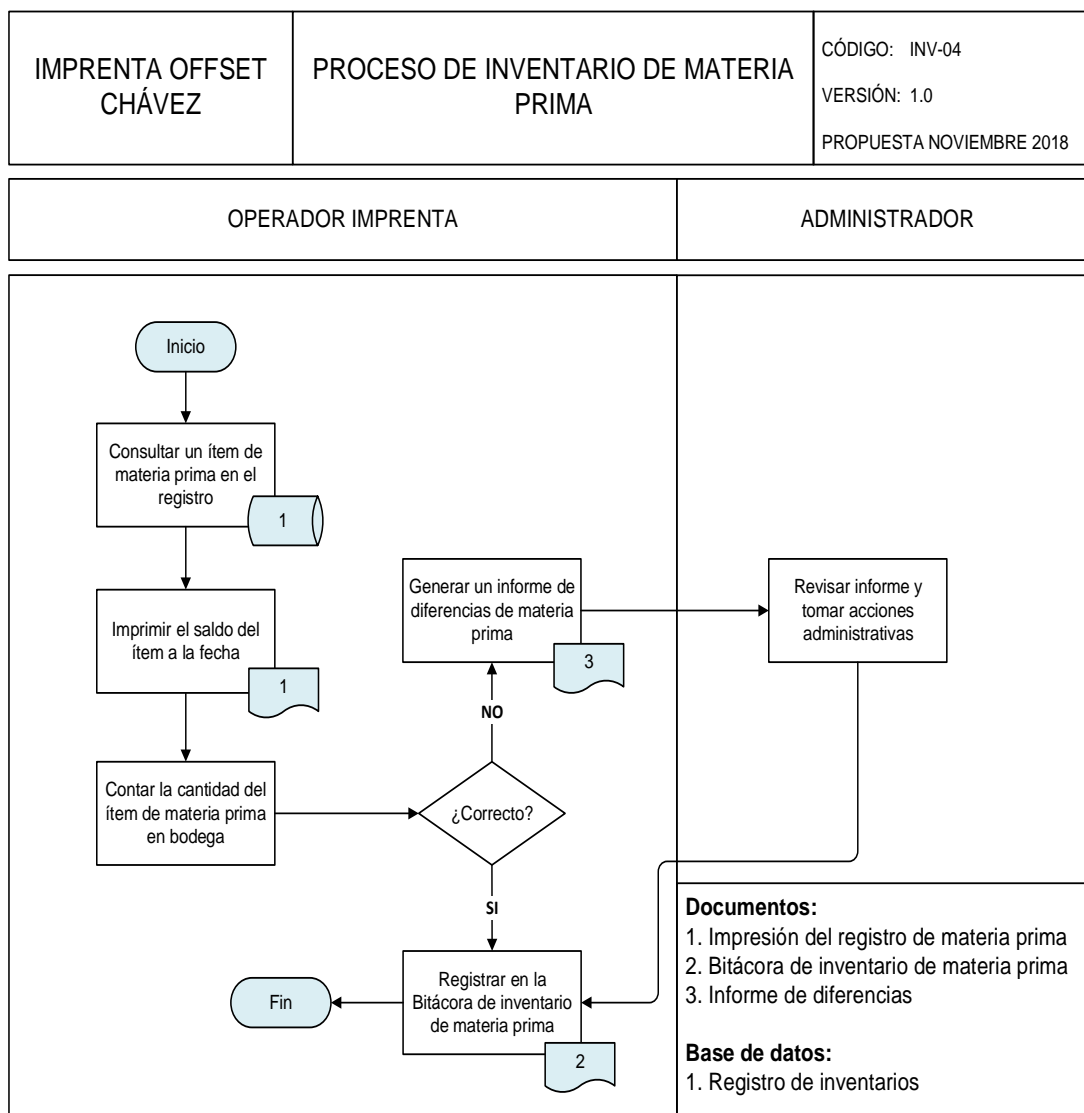 IMPRENTA OFFSET
CHÁVEZ
PROCESO DE INVENTARIO DE MATERIA
PRIMA
CÓDIGO: INV-04
VERSIÓN: 1.0
PROPUESTA NOVIEMBRE 2018
OPERADOR IMPRENTA
ADMINISTRADOR
Inicio
Consultar un ítem de
materia prima en el
registro
1
Imprimir el saldo del
ítem a la fecha
1
Contar la cantidad del
ítem de materia prima
en bodega
¿Correcto?
NO
Generar un informe de
diferencias de materia
prima
3
Revisar informe y
tomar acciones
administrativas
SI
Registrar en la
Bitácora de inventario
de materia prima
2
Fin
Documentos:
1. Impresión del registro de materia prima
2. Bitácora de inventario de materia prima
3. Informe de diferencias
Base de datos:
1. Registro de inventarios